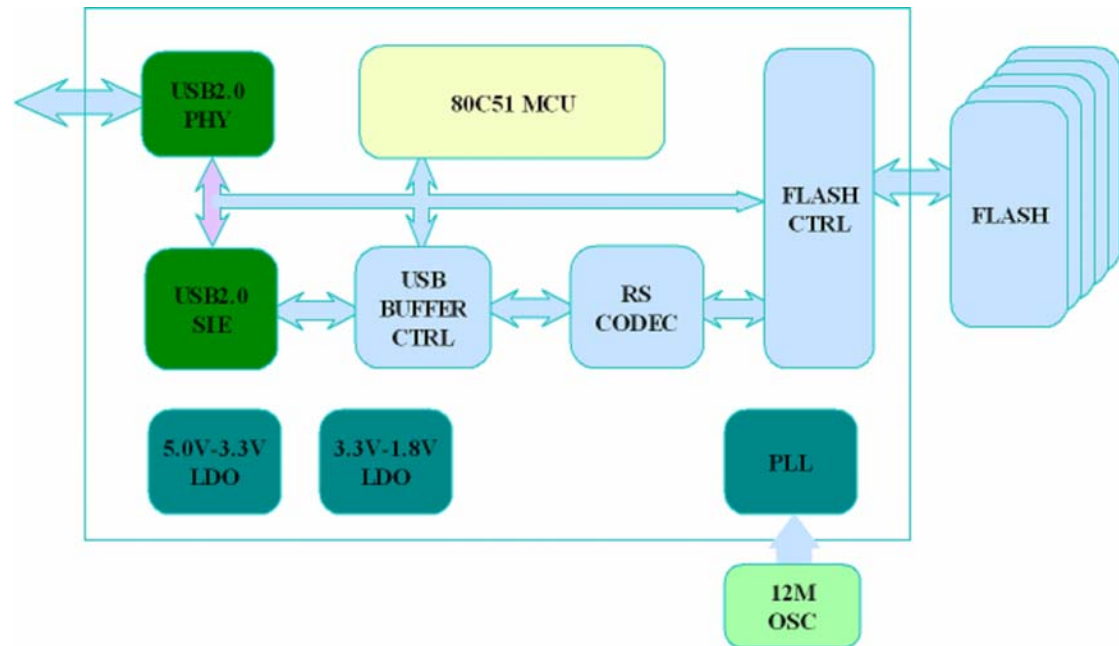 USB2.0
PHY
80C51 MCU
FLASH
CTRL
FLASH
USB2.0
SIE
USB
BUFFER
CTRL
RS
CODEC
5.0V-3.3V
LDO
3.3V-1.8V
LDO
PLL
12M
OSC